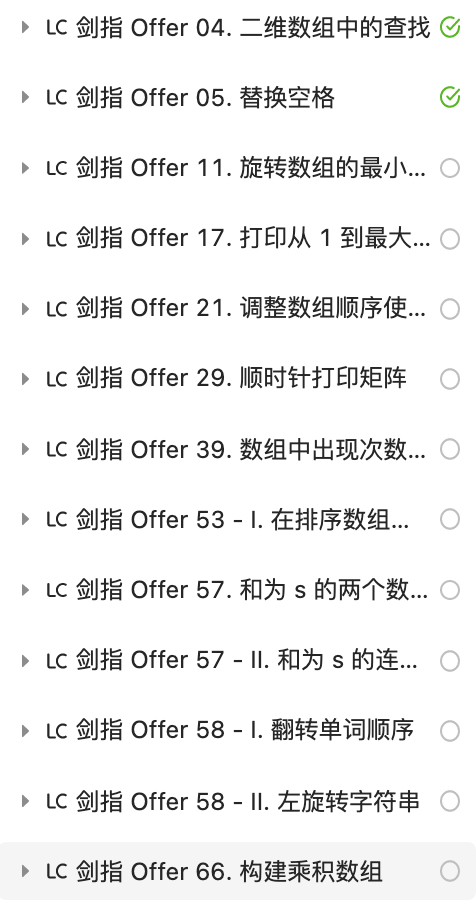 LC 剑指 Offer 04. 二维数组中的查找
LC 剑指 Offer 05. 替换空格
LC 剑指 Offer 11. 旋转数组的最小...
LC 剑指 Offer 17. 打印从 1 到最大...
LC 剑指 Offer 21. 调整数组顺序使...
LC 剑指 Offer 29. 顺时针打印矩阵
LC 剑指 Offer 39. 数组中出现次数...
LC 剑指 Offer 53 - I. 在排序数组...
LC 剑指 Offer 57. 和为 s 的两个数...
LC 剑指 Offer 57 - II. 和为 s 的连...
LC 剑指 Offer 58 - I. 翻转单词顺序
LC 剑指 Offer 58 - II. 左旋转字符串
LC 剑指 Offer 66. 构建乘积数组